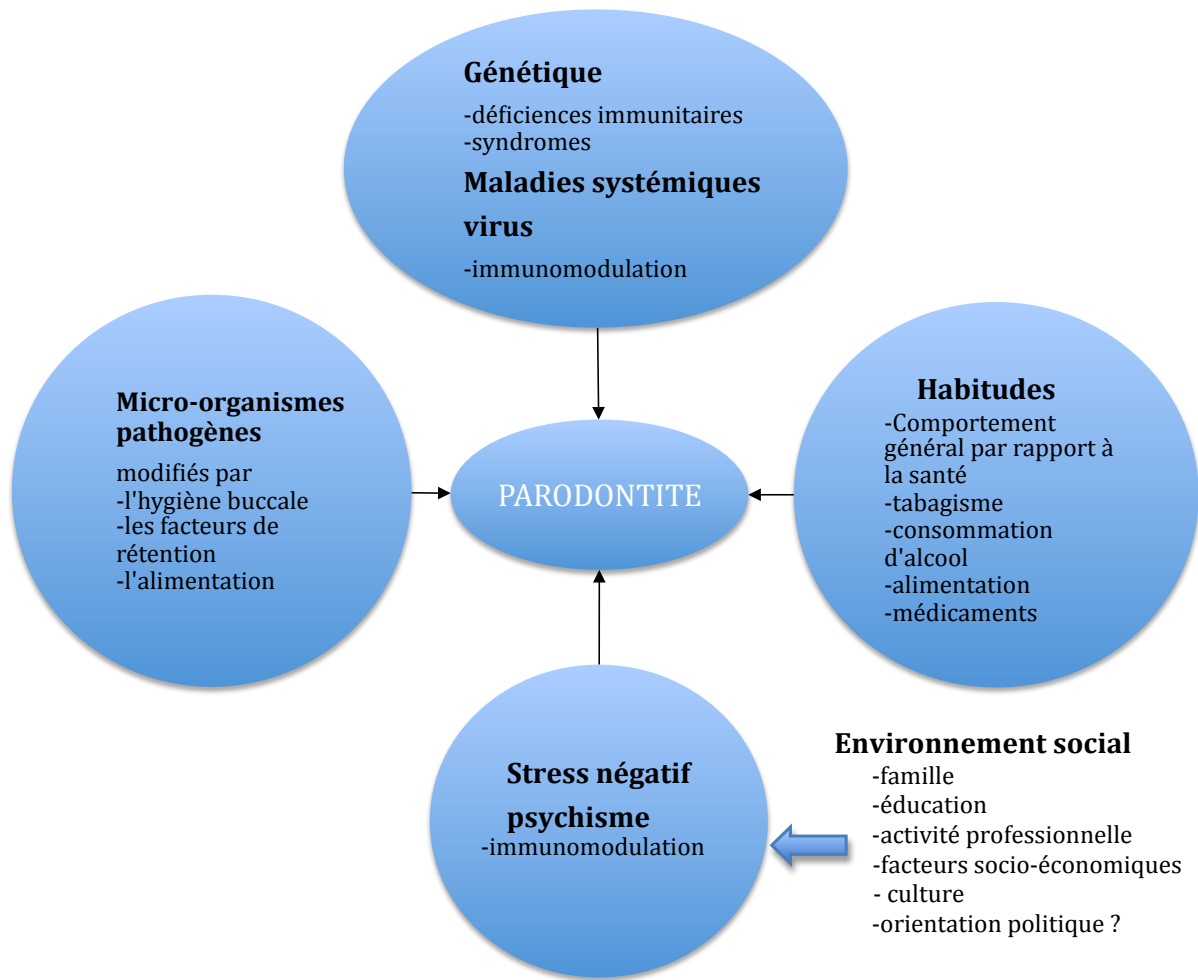 Génétique
-déficiences immunitaires
-syndromes
Maladies systémiques
virus
-immunomodulation
Micro-organismes
pathogènes
modifiés par
-l'hygiène buccale
-les facteurs de
rétention
-l'alimentation
PARODONTITE
Habitudes
-Comportement
général par rapport à
la santé
-tabagisme
-consommation
d'alcool
-alimentation
-médicaments
Stress négatif
psychisme
-immunomodulation
Environnement social
-famille
-éducation
-activité professionnelle
-facteurs socio-économiques
- culture
-orientation politique ?